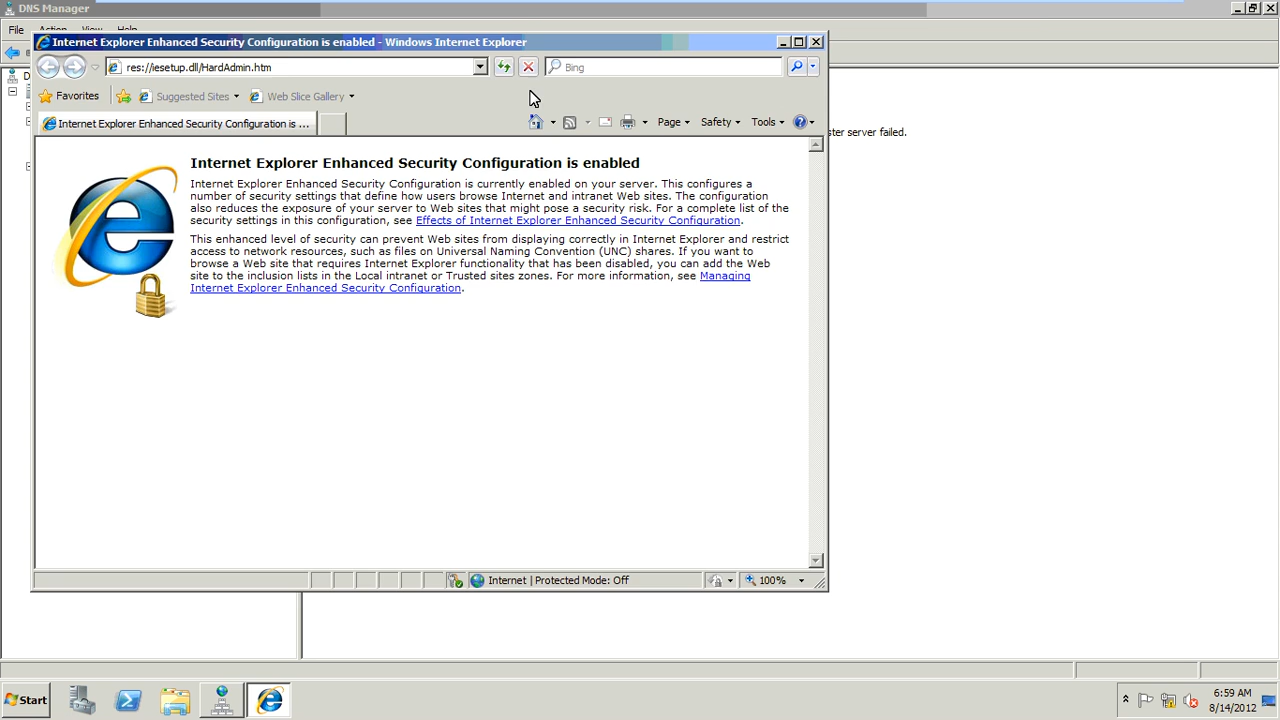 DNS Manager
File Action View Help
Internet Explorer Enhanced Security Configuration is enabled - Windows Internet Explorer
res://iesetup.dll/HardAdmin.htm
Bing
Favorites
Suggested Sites
Web Slice Gallery
Internet Explorer Enhanced Security Configuration is ...
Page
Safety
Tools
ster server failed.
Internet Explorer Enhanced Security Configuration is enabled
Internet Explorer Enhanced Security Configuration is currently enabled on your server. This configures a
number of security settings that define how users browse Internet and intranet Web sites. The configuration
also reduces the exposure of your server to Web sites that might pose a security risk. For a complete list of the
security settings in this configuration, see Effects of Internet Explorer Enhanced Security Configuration.
This enhanced level of security can prevent Web sites from displaying correctly in Internet Explorer and restrict
access to network resources, such as files on Universal Naming Convention (UNC) shares. If you want to
browse a Web site that requires Internet Explorer functionality that has been disabled, you can add the Web
site to the inclusion lists in the Local intranet or Trusted sites zones. For more information, see Managing
Internet Explorer Enhanced Security Configuration.
Internet | Protected Mode: Off
100%
Start
6:59 AM
8/14/2012